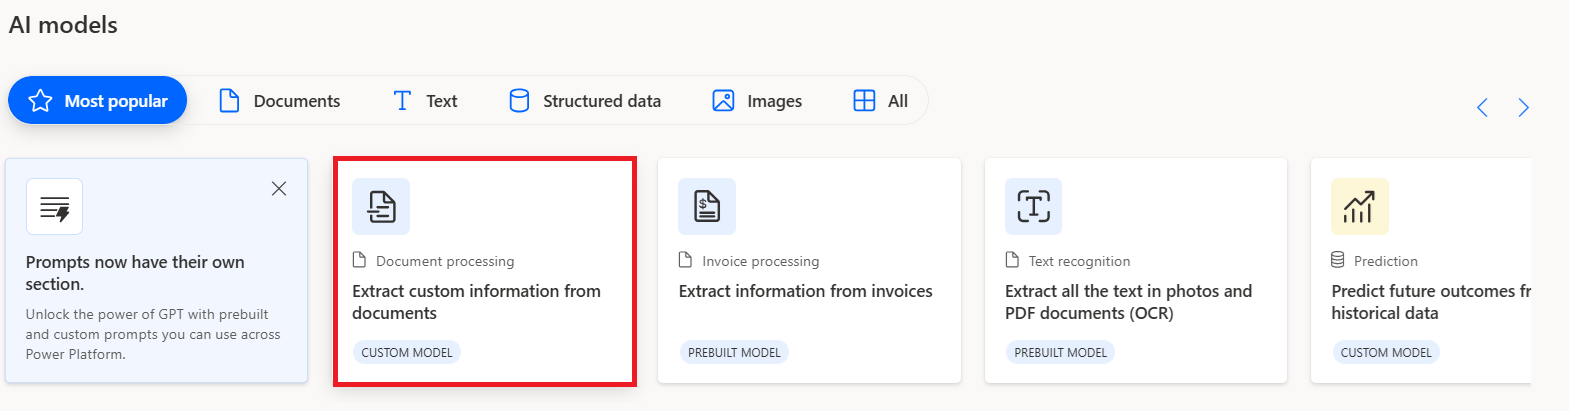 AI models
Most popular
Documents
Text
Structured data
Images
All
Prompts now have their own
section.
Unlock the power of GPT with prebuilt
and custom prompts you can use across
Power Platform.
Document processing
Extract custom information from
documents
CUSTOM MODEL
Invoice processing
Extract information from invoices
PREBUILT MODEL
Text recognition
Extract all the text in photos and
PDF documents (OCR)
PREBUILT MODEL
Prediction
Predict future outcomes
historical data
CUSTOM MODEL